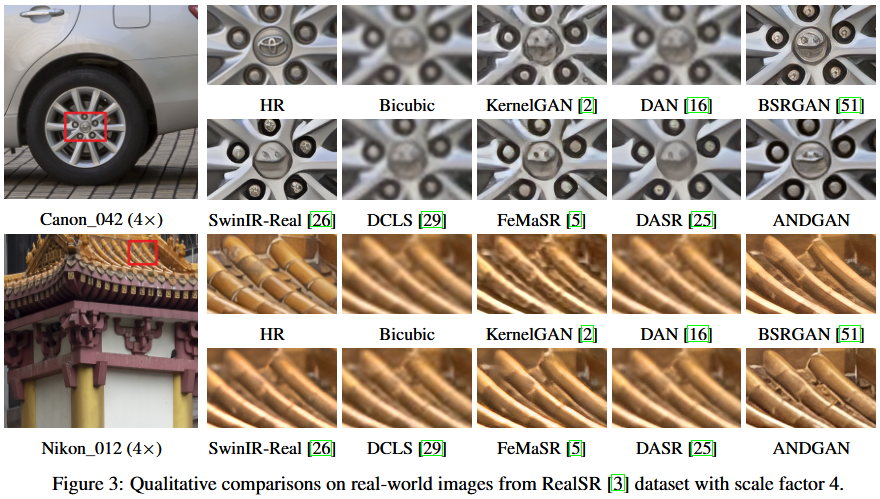 HR Bicubic KernelGAN [2] DAN [16] BSRGAN [51]
Canon_042 (4×) SwinIR-Real [26] DCLS [29] FeMaSR [5] DASR [25] ANDGAN
HR Bicubic KernelGAN [2] DAN [16] BSRGAN [51]
Nikon_012 (4×) SwinIR-Real [26] DCLS [29] FeMaSR [5] DASR [25] ANDGAN
Figure 3: Qualitative comparisons on real-world images from RealSR [3] dataset with scale factor 4.